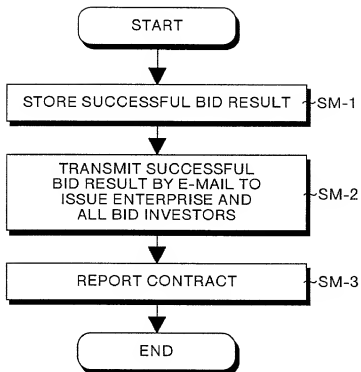 START
STORE SUCCESSFUL BID RESULT
SM-1
TRANSMIT SUCCESSFUL
BID RESULT BY E-MAIL TO
ISSUE ENTERPRISE AND
ALL BID INVESTORS
SM-2
REPORT CONTRACT
SM-3
END